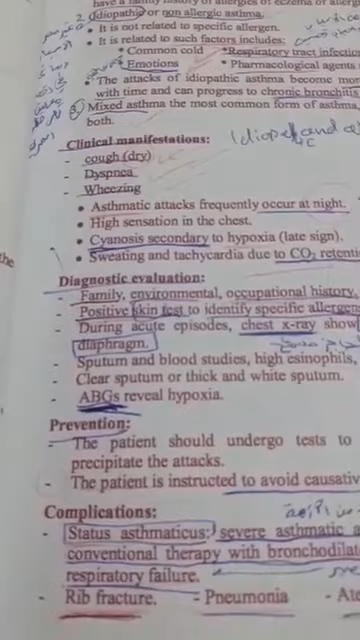 have a family history of allergies of eczema or allergi
2. (Idiopathic or non allergic asthma.
• It is not related to specific allergen.
• It is related to such factors includes:
• Common cold •Respiratory tract infection
• Emotions • Pharmacological agents
• The attacks of idiopathic asthma become mor
with time and can progress to chronic bronchitis
3. Mixed asthma the most common form of asthma.
both.
Clinical manifestations:
- cough (dry)
- Dyspnea
- Wheezing
• Asthmatic attacks frequently occur at night.
• High sensation in the chest.
• Cyanosis secondary to hypoxia (late sign).
• Sweating and tachycardia due to CO2 retenti
the
Diagnostic evaluation:
- Family, environmental, occupational history,
- Positive skin test to identify specific allergens
- During acute episodes, chest x-ray show
diaphragm.
- Sputum and blood studies, high esinophils,
- Clear sputum or thick and white sputum.
- ABGs reveal hypoxia.
Prevention:
- The patient should undergo tests to
precipitate the attacks.
- The patient is instructed to avoid causativ
Complications:
- Status asthmaticus: severe asthmatic a
conventional therapy with bronchodilat
respiratory failure.
- Rib fracture. - Pneumonia - Ate